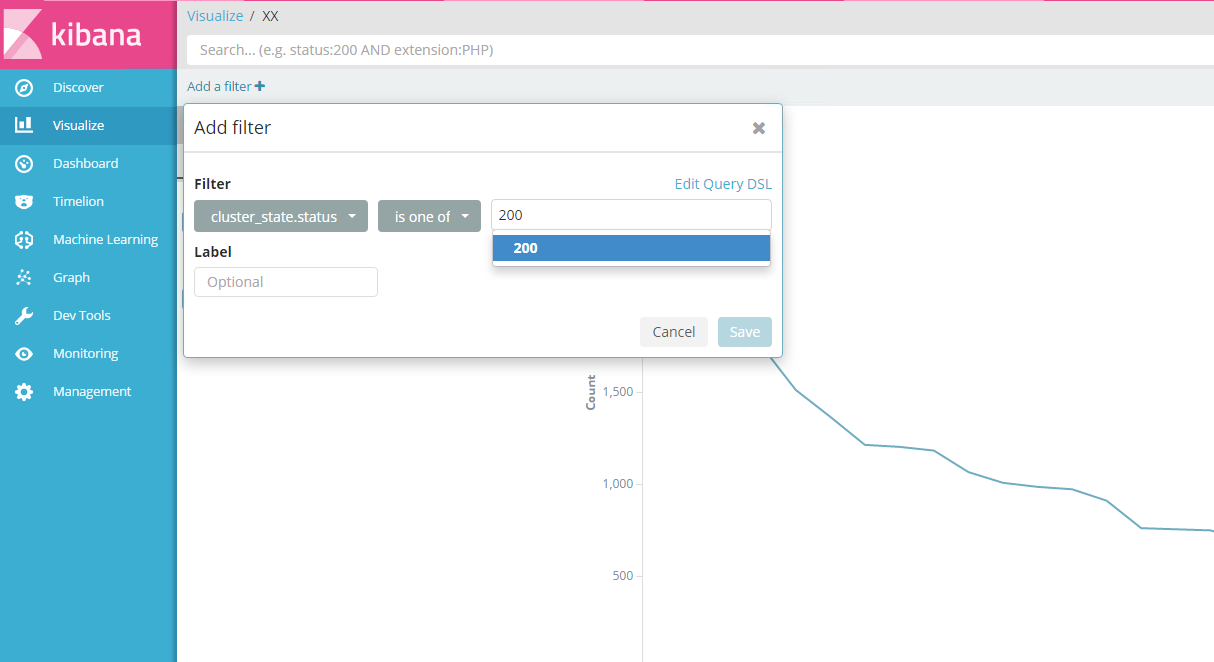 kibana
Visualize / XX
Search... (e.g. status:200 AND extension:PHP)
Add a filter +
Discover
Visualize
Dashboard
Timelion
Machine Learning
Graph
Dev Tools
Monitoring
Management
Add filter
Filter
Edit Query DSL
cluster_state.status
is one of
200
200
Label
Optional
Cancel
Save
Count
1,500
1,000
500